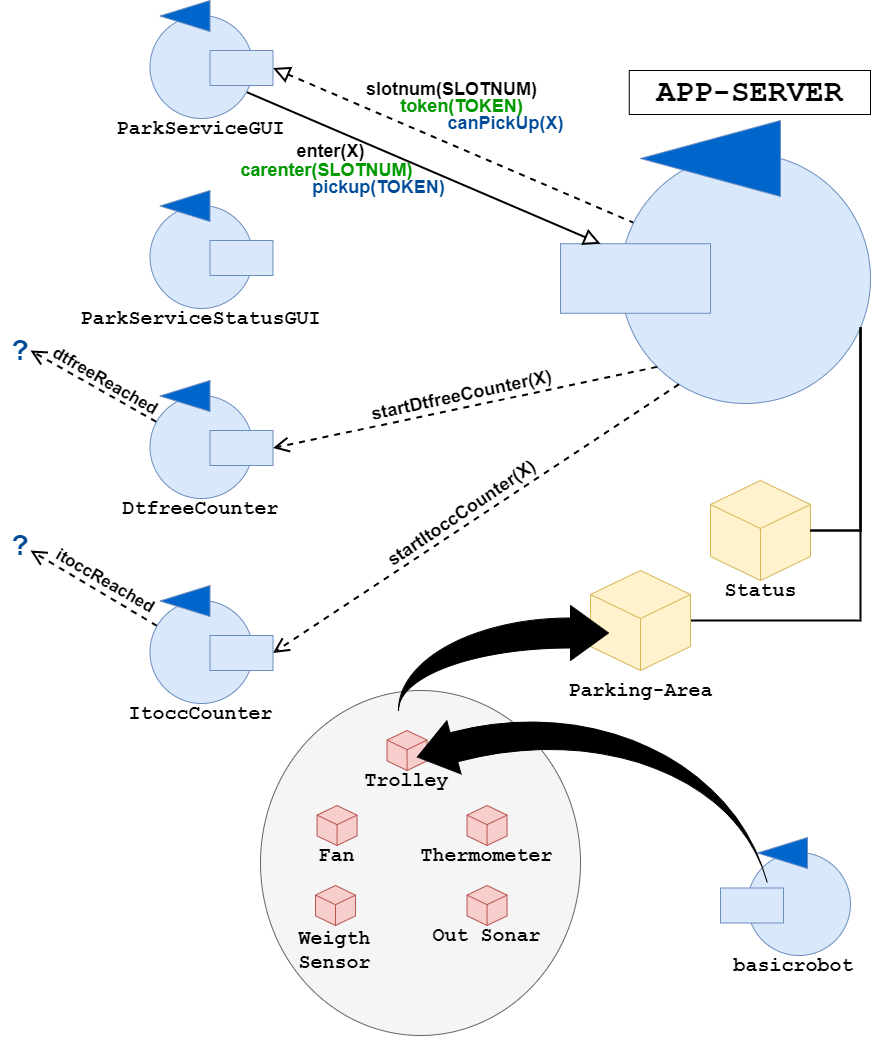 APP-SERVER
ParkServiceGUI
slotnum(SLOTNUM)
token(TOKEN)
canPickUp(X)
enter(X)
carenter(SLOTNUM)
pickup(TOKEN)
ParkServiceStatusGUI
?
dtfreeReached
startDtfreeCounter(X)
DtfreeCounter
?
itoccReached
startItoccCounter(X)
ItoccCounter
Status
Parking-Area
Trolley
Fan
Thermometer
Weigth
Sensor
Out Sonar
basicrobot